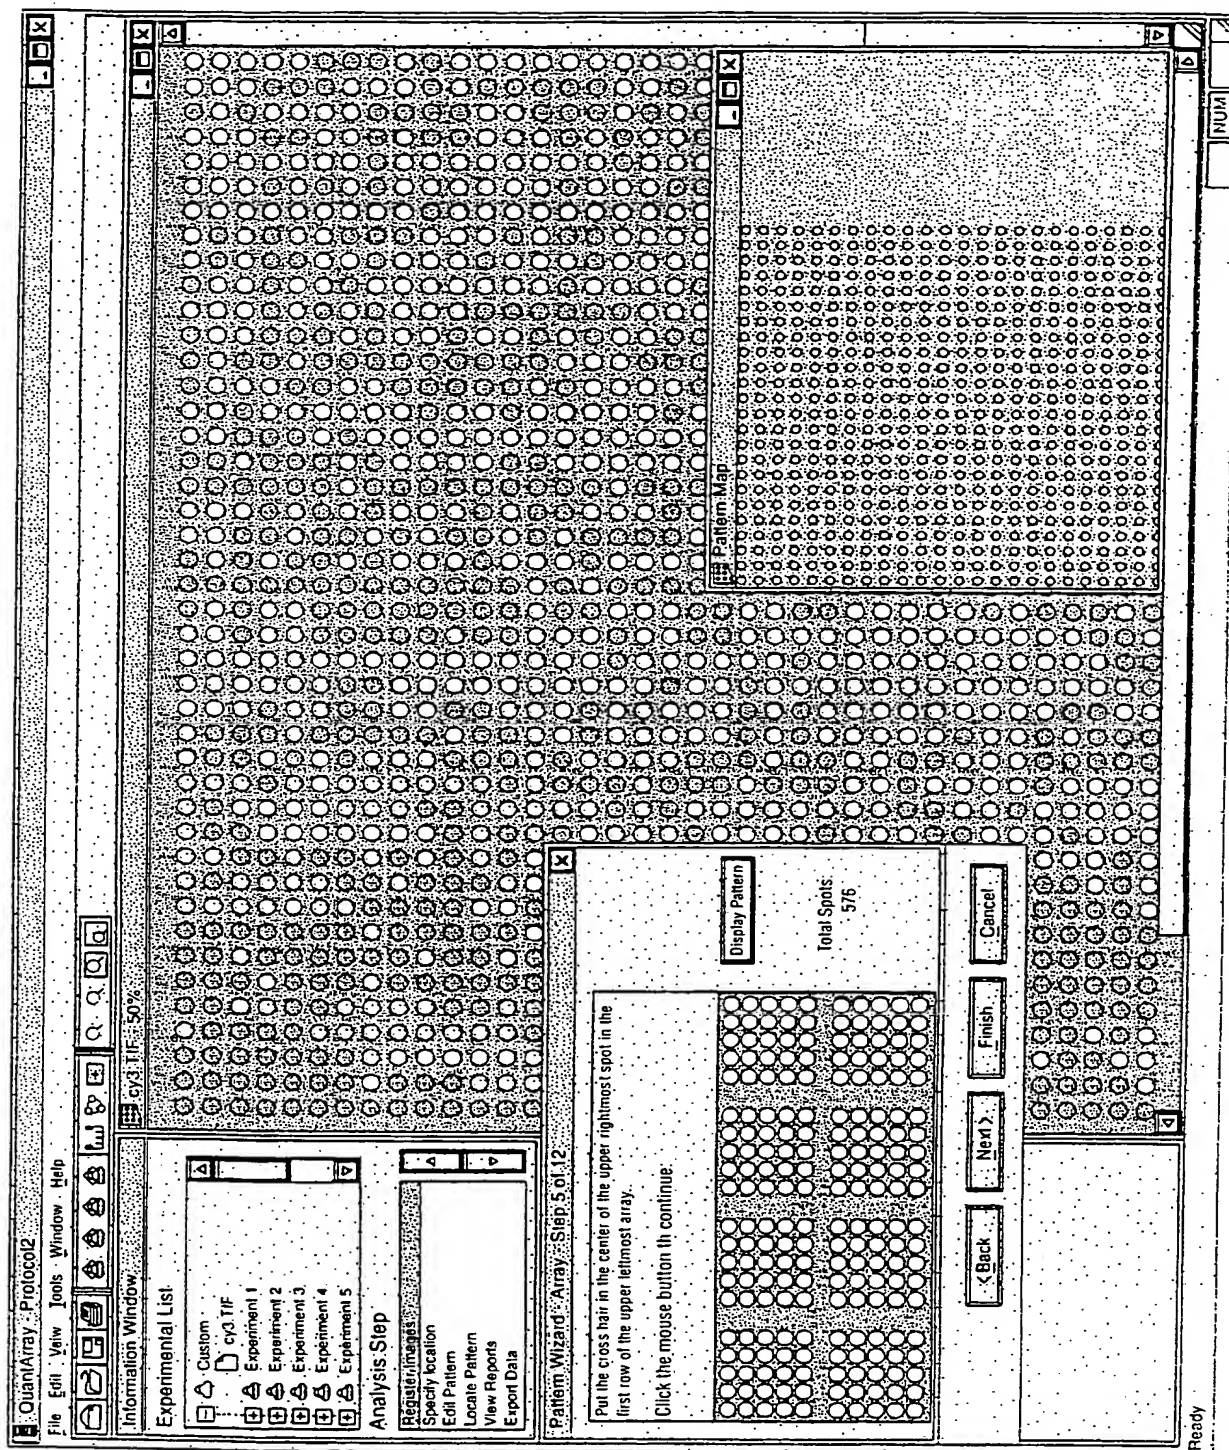 QuantArray - Protocol2
File Edit View Tools Window Help
Information Window
Experimental List
Custom
cy3 TIF
Experiment 1
Experiment 2
Experiment 3
Experiment 4
Experiment 5
Analysis Step
Register images
Specify location
Edit Pattern
Locate Pattern
View Reports
Export Data
cy3 TIF - 50%
Pattern Wizard - Array - Step 5 of 12
Put the cross hair in the center of the upper rightmost spot in the
first row of the upper leftmost array.
Click the mouse button th continue.
Display Pattern
Total Spots:
576
< Back
Next >
Finish
Cancel
Pattern Map
Ready
NUM